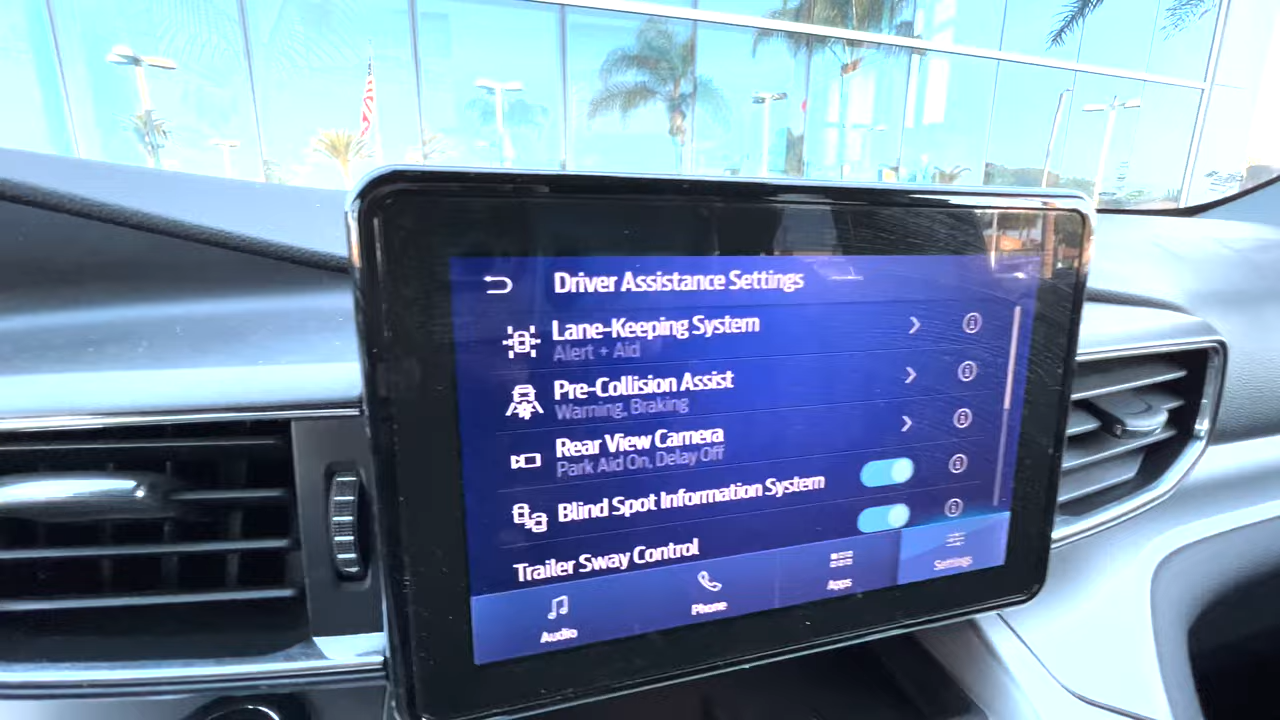 Driver Assistance Settings
Lane-Keeping System
Alert + Aid
Pre-Collision Assist
Warning, Braking
Rear View Camera
Park Aid On, Delay Off
Blind Spot Information System
Trailer Sway Control
Audio
Phone
Apps
Settings